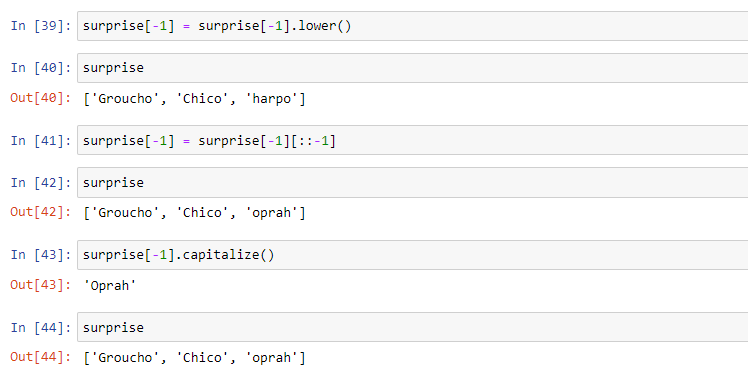 In [39]: surprise[-1] = surprise[-1].lower()
In [40]: surprise
Out[40]: ['Groucho', 'Chico', 'harpo']
In [41]: surprise[-1] = surprise[-1][::-1]
In [42]: surprise
Out[42]: ['Groucho', 'Chico', 'oprah']
In [43]: surprise[-1].capitalize()
Out[43]: 'Oprah'
In [44]: surprise
Out[44]: ['Groucho', 'Chico', 'oprah']